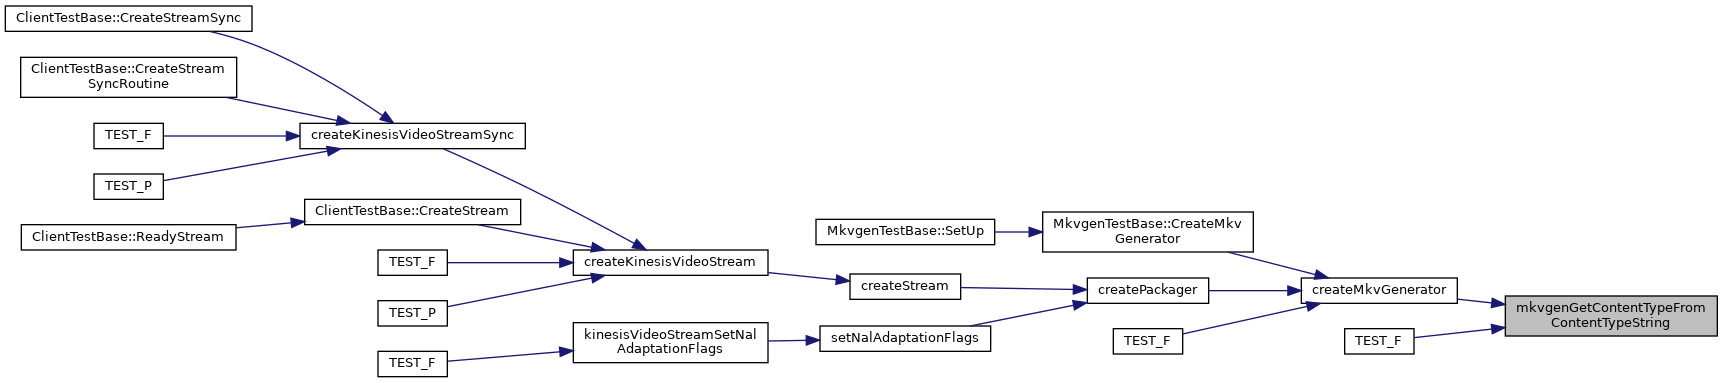 ClientTestBase::CreateStreamSync
ClientTestBase::CreateStream
SyncRoutine
TEST_F
createKinesisVideoStreamSync
TEST_P
ClientTestBase::CreateStream
ClientTestBase::ReadyStream
MkvgenTestBase::SetUp
MkvgenTestBase::CreateMkv
Generator
TEST_F
createKinesisVideoStream
createStream
createPackager
createMkvGenerator
mkvgenGetContentTypeFrom
ContentTypeString
TEST_P
kinesisVideoStreamSetNal
AdaptationFlags
setNalAdaptationFlags
TEST_F
TEST_F
TEST_F